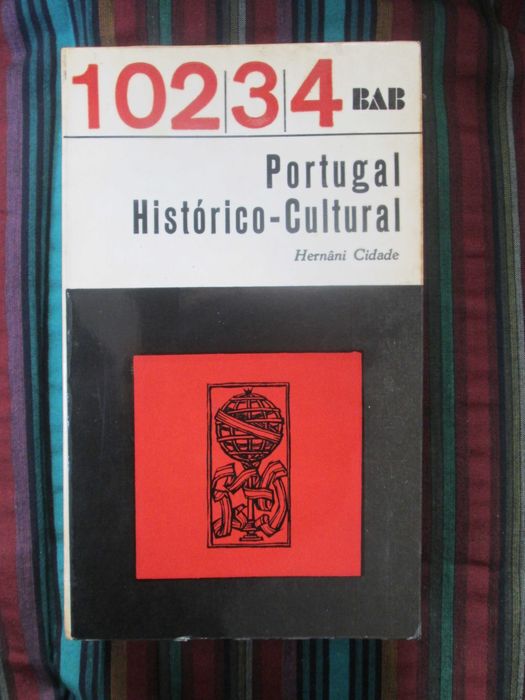 102|3|4 BAB
Portugal
Histórico-Cultural
Hernâni Cidade